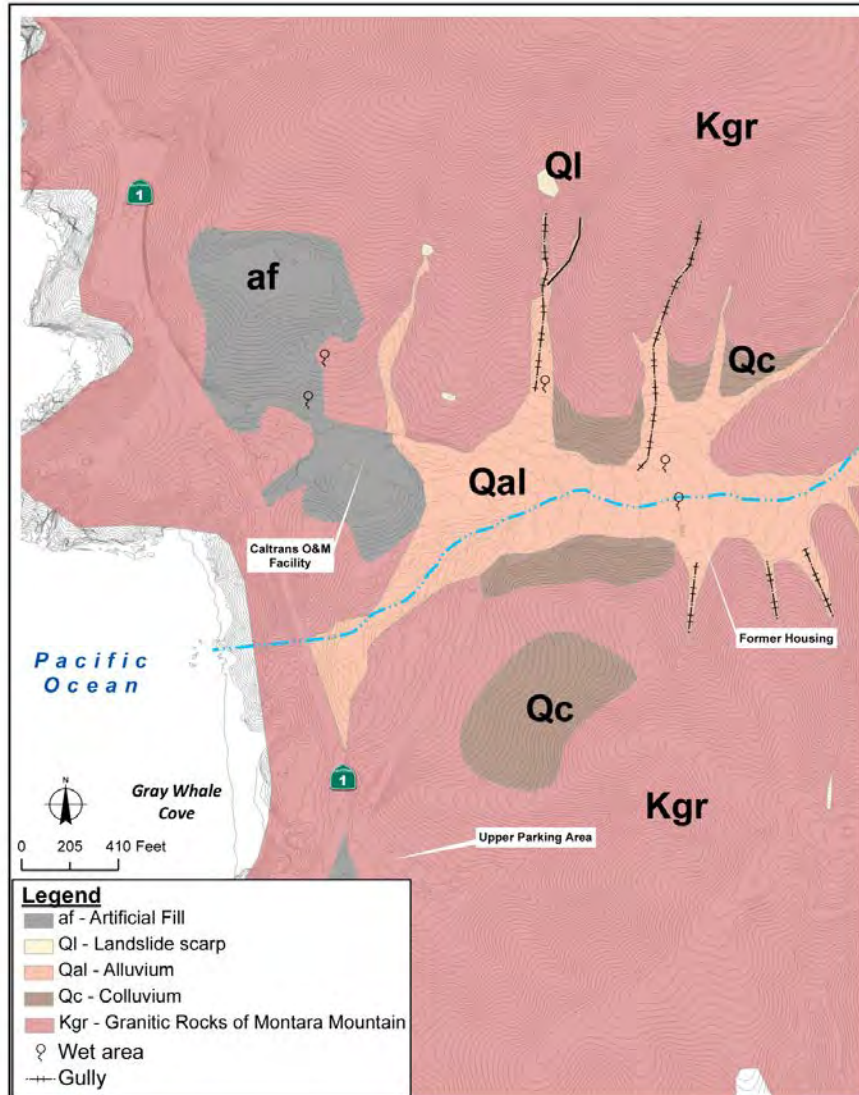 Kgr
Ql
1
af
Qc
Qal
Caltrans O&M
Facility
Former Housing
Pacific
Ocean
Qc
N
Gray Whale
Cove
1
Kgr
0 205 410 Feet
Upper Parking Area
Legend
af - Artificial Fill
Ql - Landslide scarp
Qal - Alluvium
Qc - Colluvium
Kgr - Granitic Rocks of Montara Mountain
Wet area
Gully